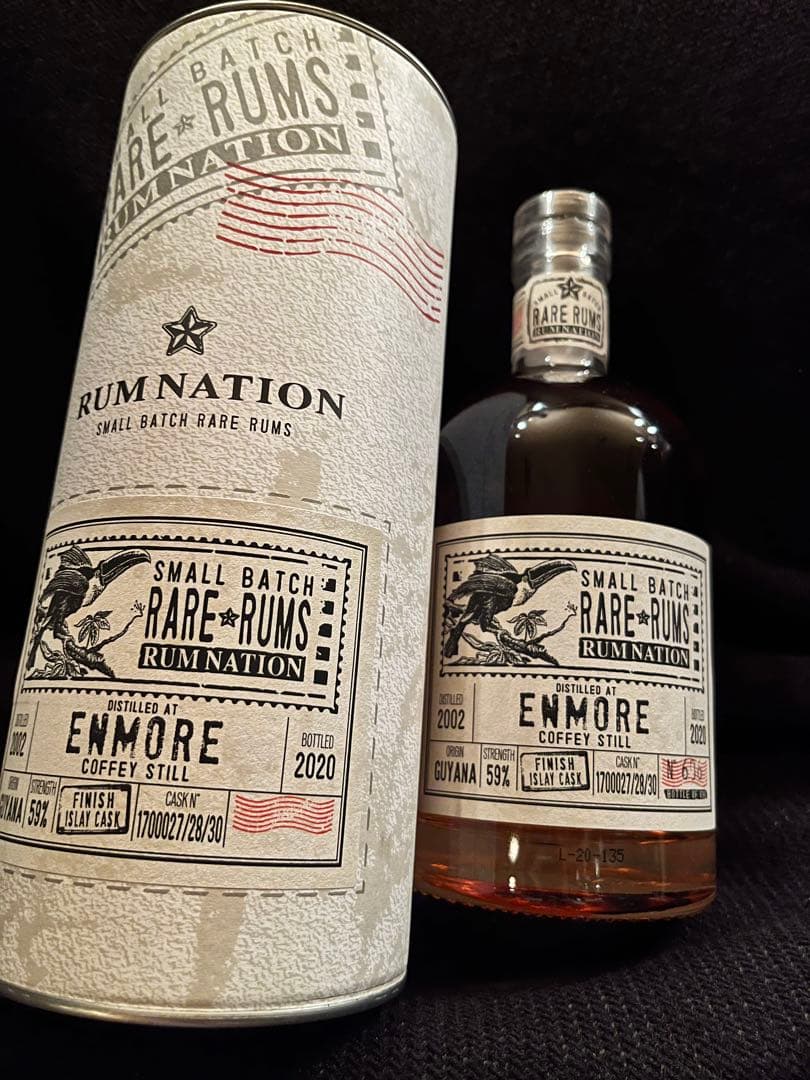 SMALL BATCH
RARE RUMS
RUM NATION
RUM NATION
SMALL BATCH RARE RUMS
SMALL BATCH
RARE RUMS
RUM NATION
DISTILLED AT
ENMORE
COFFEY STILL
BOTTLED
2020
STRENGTH
59%
FINISH
ISLAY CASK
CASK N°
1700027/28/30
SMALL BATCH
RARE RUMS
RUM NATION
SMALL BATCH
RARE RUMS
RUM NATION
DISTILLED
2002
DISTILLED AT
ENMORE
COFFEY STILL
BOTTLED
2020
ORIGIN
GUYANA
STRENGTH
59%
FINISH
ISLAY CASK
CASK N°
1700027/28/30
L-20-135